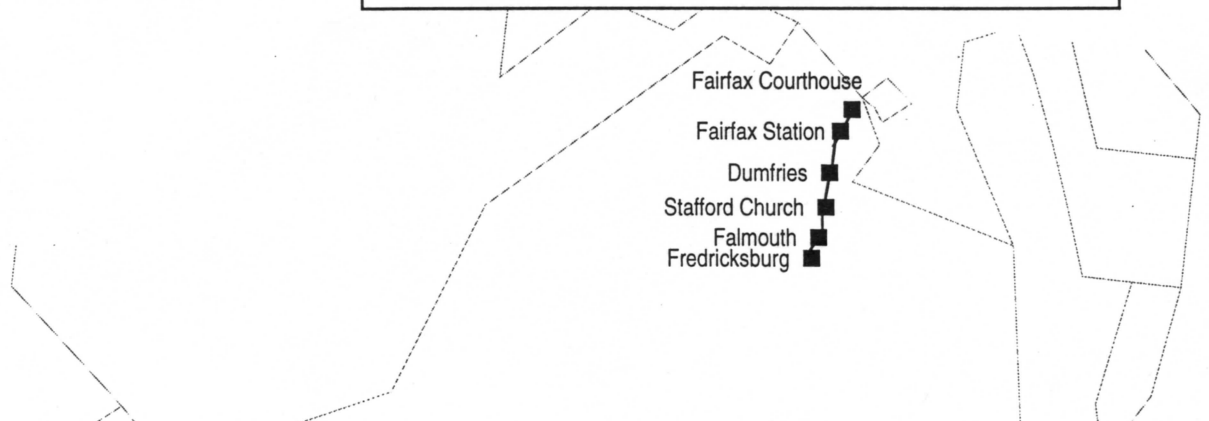 Fairfax Courthouse
Fairfax Station
Dumfries
Stafford Church
Falmouth
Fredricksburg